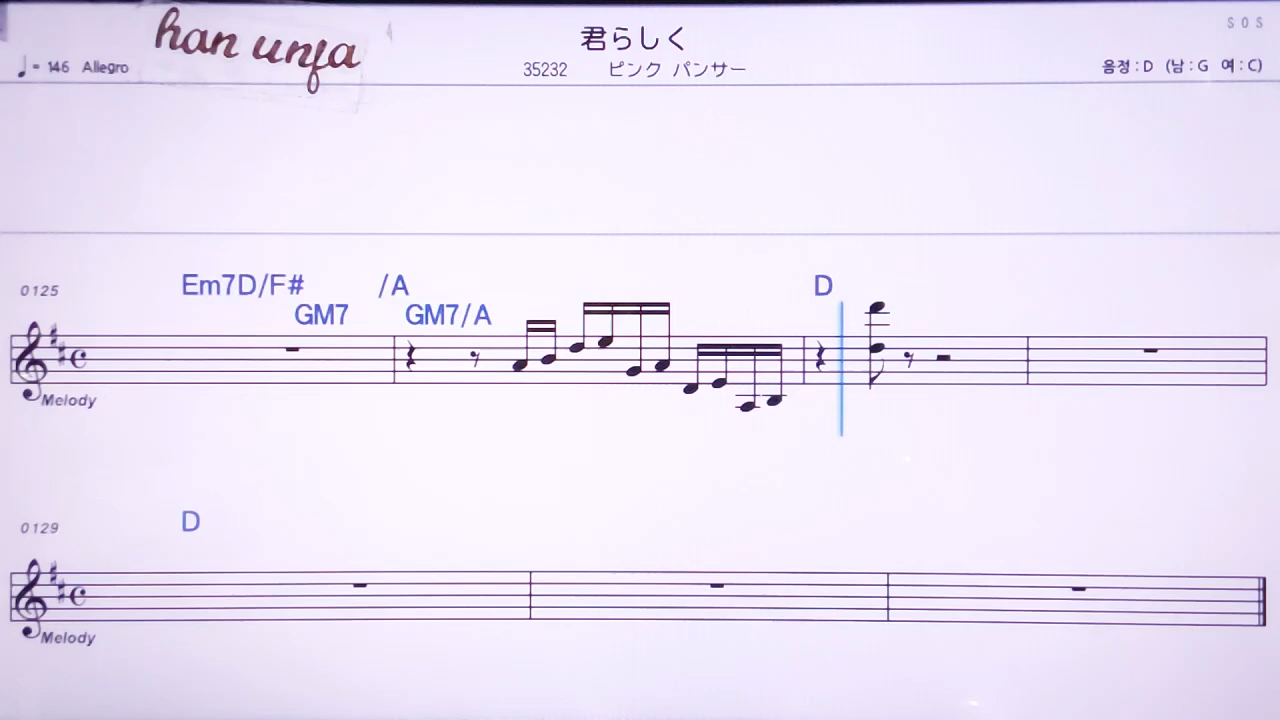 han unja
君らしく
SOS
♩= 146 Allegro
35232 ピンク パンサー
음정 : D (남 : G 여 : C)
0125
Em7D/F# /A D
GM7 GM7/A
Melody
0129
D
Melody